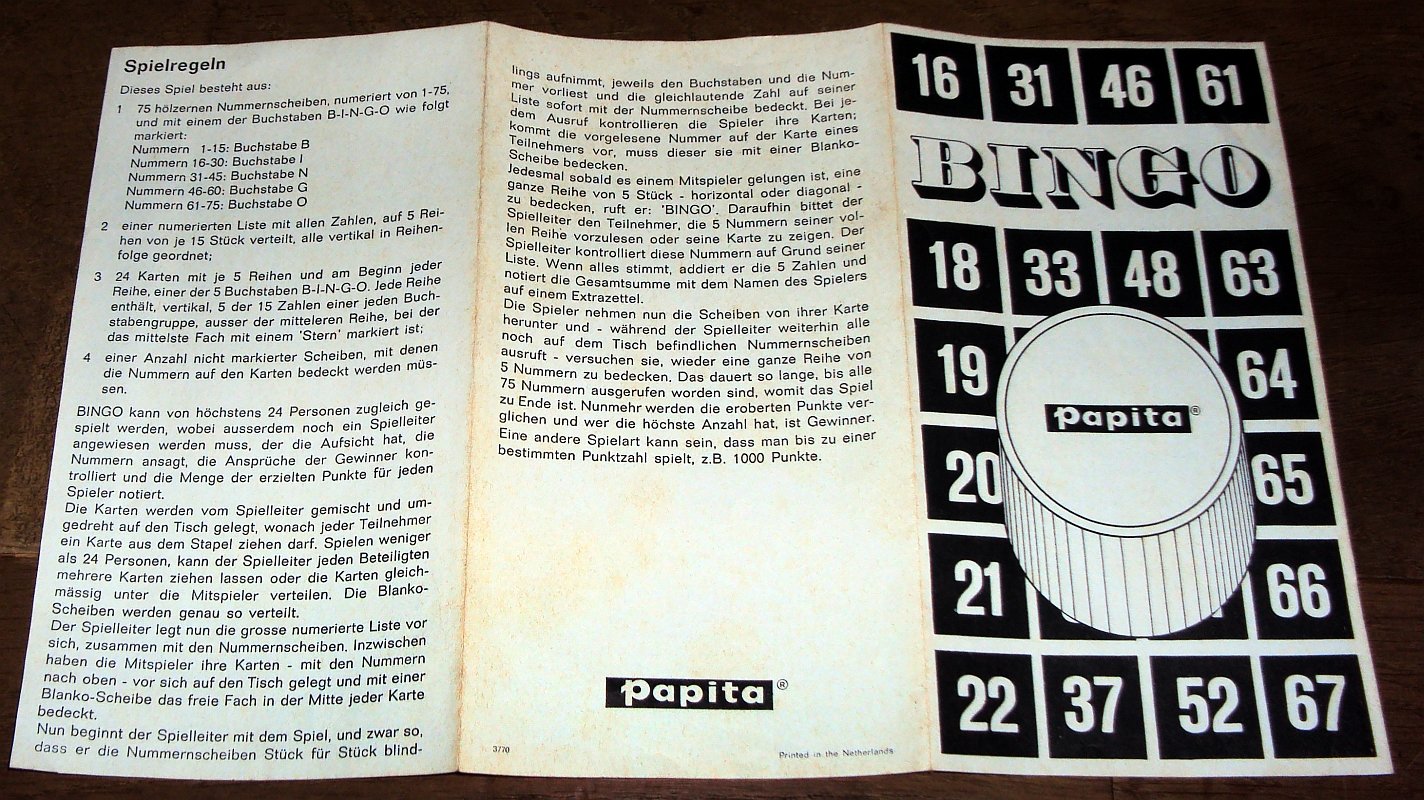 Spielregeln
Dieses Spiel besteht aus:
1 75 hölzernen Nummernscheiben, numeriert von 1-75,
und mit einem der Buchstaben B-I-N-G-O wie folgt
markiert:
Nummern 1-15: Buchstabe B
Nummern 16-30: Buchstabe I
Nummern 31-45: Buchstabe N
Nummern 46-60: Buchstabe G
Nummern 61-75: Buchstabe O
2 einer numerierten Liste mit allen Zahlen, auf 5 Rei-
hen von je 15 Stück verteilt, alle vertikal in Reihen-
folge geordnet;
3 24 Karten mit je 5 Reihen und am Beginn jeder
Reihe, einer der 5 Buchstaben B-I-N-G-O. Jede Reihe
enthält, vertikal, 5 der 15 Zahlen einer jeden Buch-
stabengruppe, ausser der mitteleren Reihe, bei der
das mittelste Fach mit einem 'Stern' markiert ist;
4 einer Anzahl nicht markierter Scheiben, mit denen
die Nummern auf den Karten bedeckt werden müs-
sen.
BINGO kann von höchstens 24 Personen zugleich ge-
spielt werden, wobei ausserdem noch ein Spielleiter
angewiesen werden muss, der die Aufsicht hat, die
Nummern ansagt, die Ansprüche der Gewinner kon-
trolliert und die Menge der erzielten Punkte für jeden
Spieler notiert.
Die Karten werden vom Spielleiter gemischt und um-
gedreht auf den Tisch gelegt, wonach jeder Teilnehmer
ein Karte aus dem Stapel ziehen darf. Spielen weniger
als 24 Personen, kann der Spielleiter jeden Beteiligten
mehrere Karten ziehen lassen oder die Karten gleich-
mässig unter die Mitspieler verteilen. Die Blanko-
Scheiben werden genau so verteilt.
Der Spielleiter legt nun die grosse numerierte Liste vor
sich, zusammen mit den Nummernscheiben. Inzwischen
haben die Mitspieler ihre Karten - mit den Nummern
nach oben - vor sich auf den Tisch gelegt und mit einer
Blanko-Scheibe das freie Fach in der Mitte jeder Karte
bedeckt.
Nun beginnt der Spielleiter mit dem Spiel, und zwar so,
dass er die Nummernscheiben Stück für Stück blind-
lings aufnimmt, jeweils den Buchstaben und die Num-
mer vorliest und die gleichlautende Zahl auf seiner
Liste sofort mit der Nummernscheibe bedeckt. Bei je-
dem Ausruf kontrollieren die Spieler ihre Karten;
kommt die vorgelesene Nummer auf der Karte eines
Teilnehmers vor, muss dieser sie mit einer Blanko-
Scheibe bedecken.
Jedesmal sobald es einem Mitspieler gelungen ist, eine
ganze Reihe von 5 Stück - horizontal oder diagonal -
zu bedecken, ruft er: 'BINGO'. Daraufhin bittet der
Spielleiter den Teilnehmer, die 5 Nummern seiner vol-
len Reihe vorzulesen oder seine Karte zu zeigen. Der
Spielleiter kontrolliert diese Nummern auf Grund seiner
Liste. Wenn alles stimmt, addiert er die 5 Zahlen und
notiert die Gesamtsumme mit dem Namen des Spielers
auf einem Extrazettel.
Die Spieler nehmen nun die Scheiben von ihrer Karte
herunter und - während der Spielleiter weiterhin alle
noch auf dem Tisch befindlichen Nummernscheiben
ausruft - versuchen sie, wieder eine ganze Reihe von
5 Nummern zu bedecken. Das dauert so lange, bis alle
75 Nummern ausgerufen worden sind, womit das Spiel
zu Ende ist. Nunmehr werden die eroberten Punkte ver-
glichen und wer die höchste Anzahl hat, ist Gewinner.
Eine andere Spielart kann sein, dass man bis zu einer
bestimmten Punktzahl spielt, z.B. 1000 Punkte.
Papita®
3770
Printed in the Netherlands
16 31 46 61
BINGO
18 33 48 63
19 64
Papita®
20 65
21 66
22 37 52 67